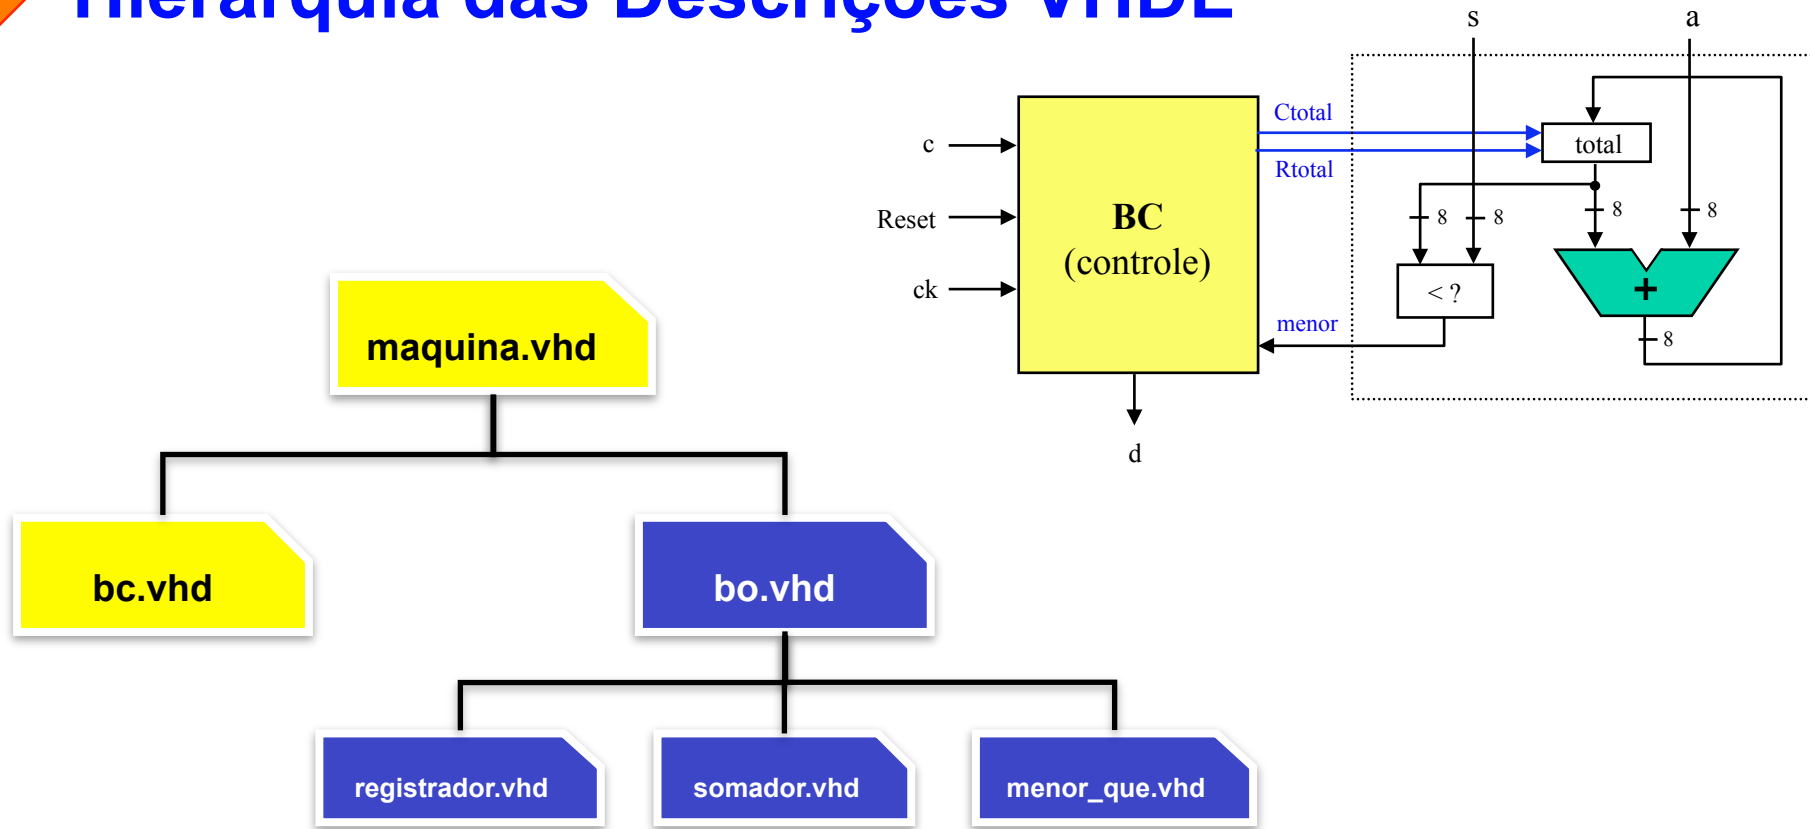 Hierarquia das Descrições VHDL
s
a
Ctotal
c
total
Rtotal
Reset
BC
8
8
8
8
(controle)
ck
< ?
+
menor
8
maquina.vhd
d
bc.vhd
bo.vhd
registrador.vhd
somador.vhd
menor_que.vhd